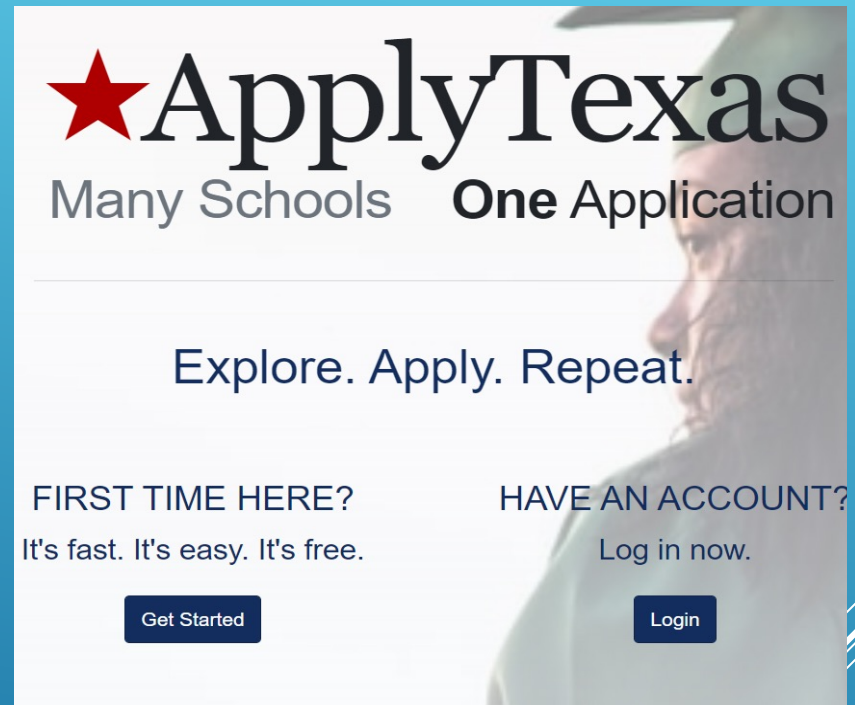 ApplyTexas
Many Schools One Application
Explore. Apply. Repeat.
FIRST TIME HERE?
It's fast. It's easy. It's free.
Get Started
HAVE AN ACCOUNT?
Log in now.
Login